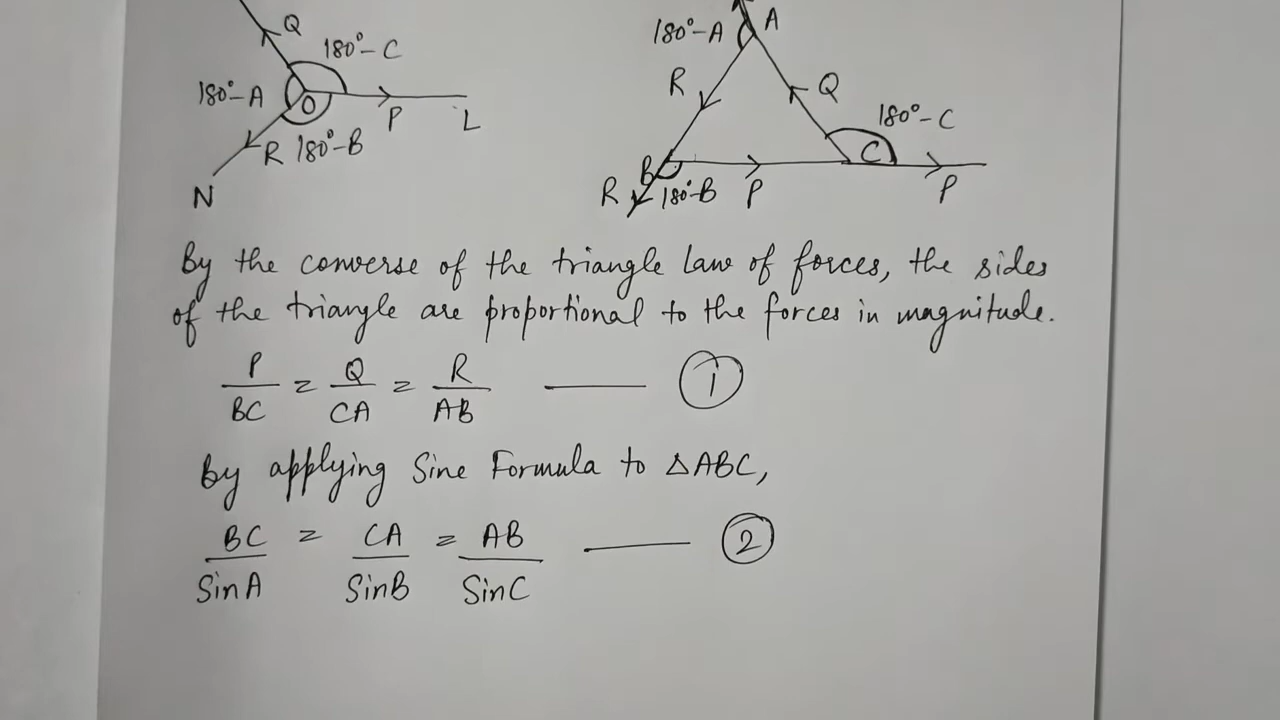 Q
180°-C
180°-A
O
P
L
R 180°-B
N
A
180°-A
R
Q
180°-C
B
C
R
180°-B
P
P
By the converse of the triangle law of forces, the sides
of the triangle are proportional to the forces in magnitude.
P/BC = Q/CA = R/AB —— 1
By applying Sine Formula to △ABC,
BC/SinA = CA/SinB = AB/SinC —— 2